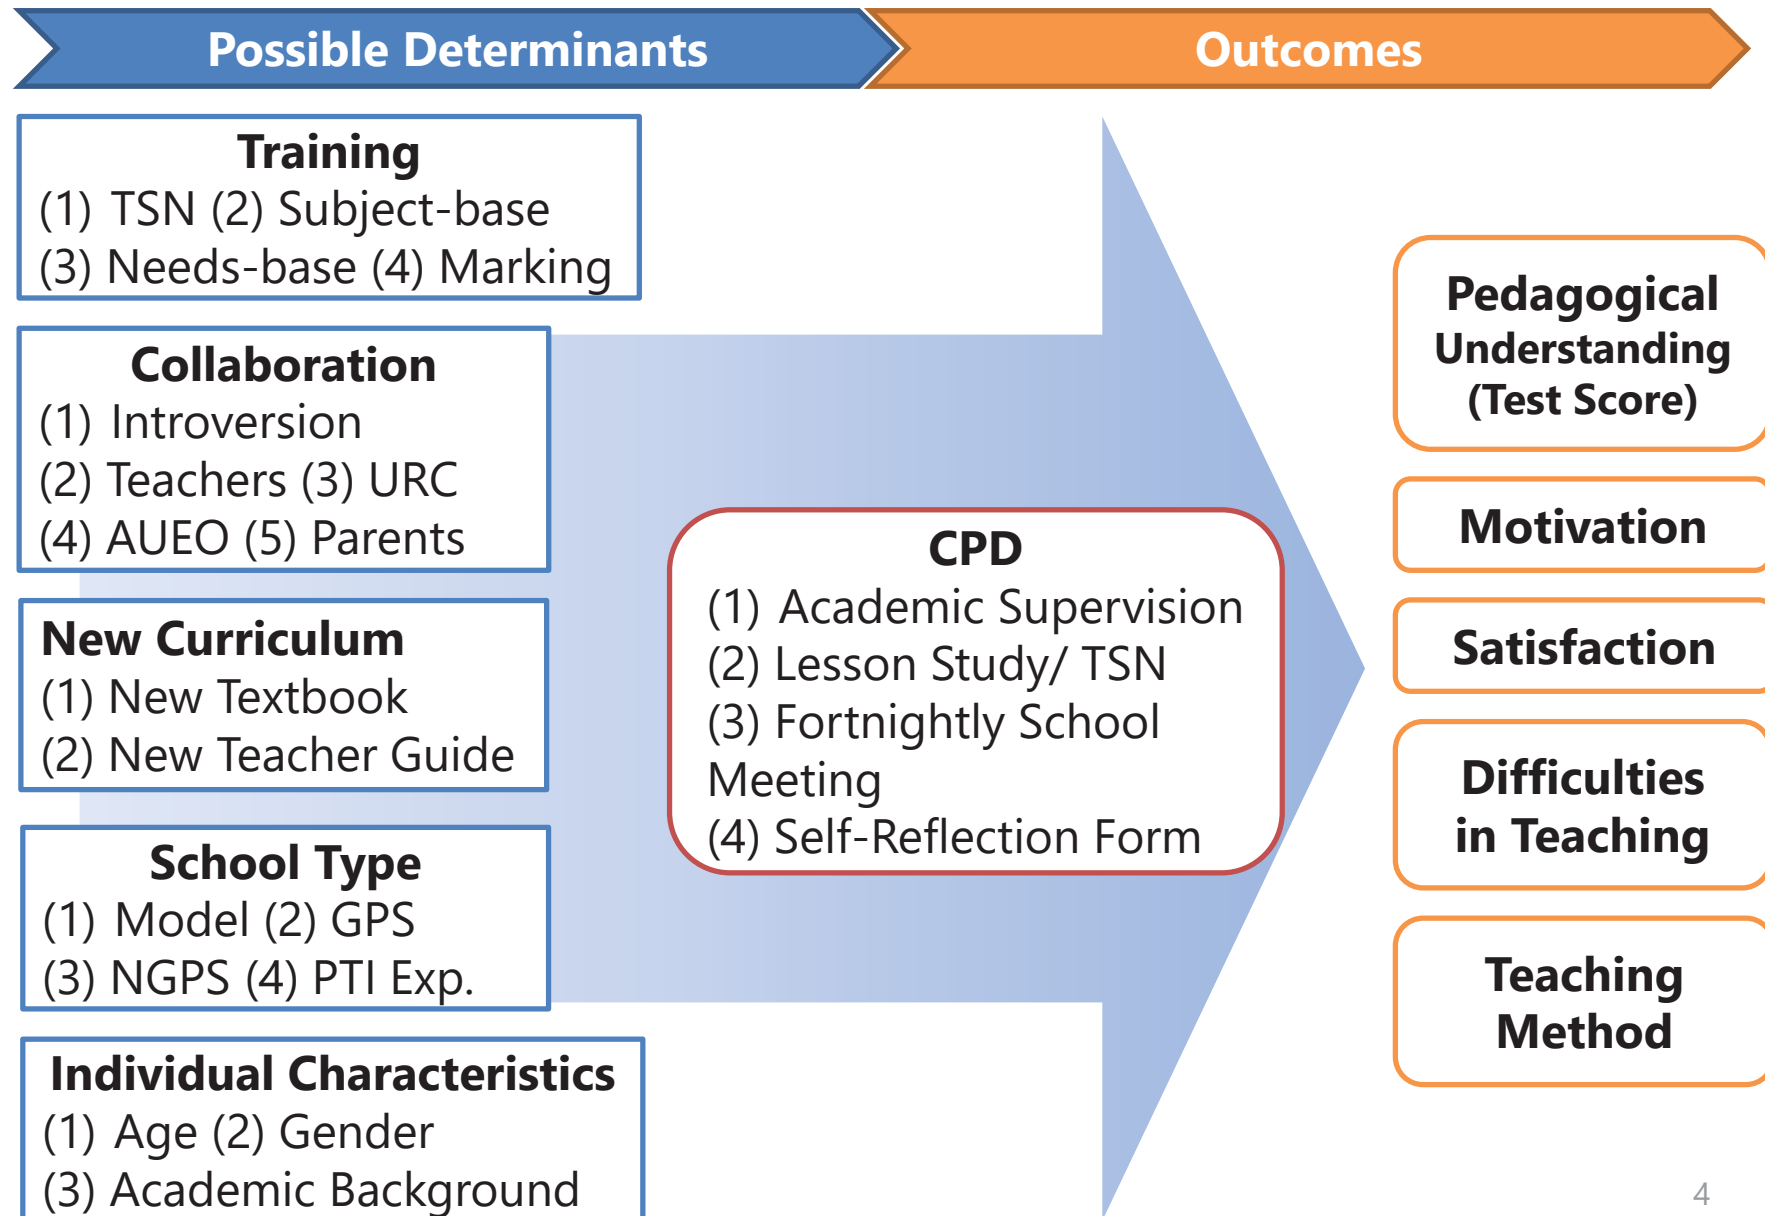 Possible Determinants
Outcomes
Training
(1) TSN (2) Subject-base
(3) Needs-base (4) Marking
Collaboration
(1) Introversion
(2) Teachers (3) URC
(4) AUEO (5) Parents
New Curriculum
(1) New Textbook
(2) New Teacher Guide
School Type
(1) Model (2) GPS
(3) NGPS (4) PTI Exp.
Individual Characteristics
(1) Age (2) Gender
(3) Academic Background
CPD
(1) Academic Supervision
(2) Lesson Study/ TSN
(3) Fortnightly School
Meeting
(4) Self-Reflection Form
Pedagogical
Understanding
(Test Score)
Motivation
Satisfaction
Difficulties
in Teaching
Teaching
Method
4